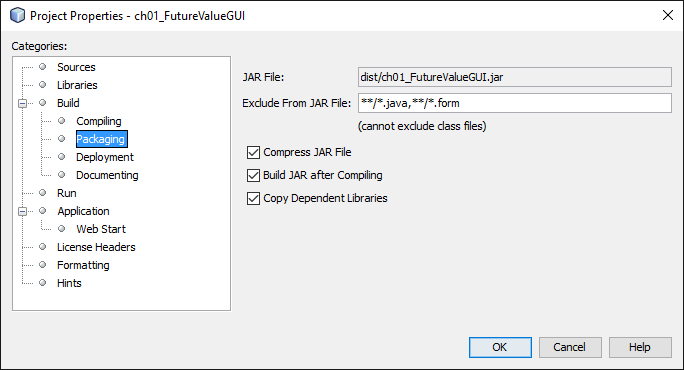 Project Properties - ch01_FutureValueGUI
Categories:
Sources
Libraries
Build
Compiling
Packaging
Deployment
Documenting
Run
Application
Web Start
License Headers
Formatting
Hints
JAR File: dist/ch01_FutureValueGUI.jar
Exclude From JAR File: **/*.java,**/*.form
(cannot exclude class files)
Compress JAR File
Build JAR after Compiling
Copy Dependent Libraries
OK Cancel Help